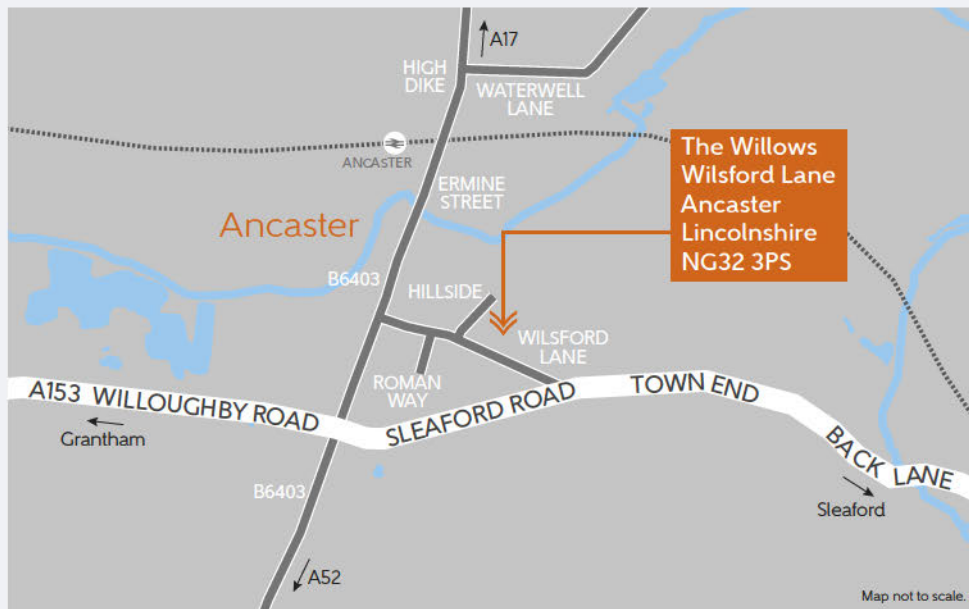 A17
HIGH
DIKE
WATERWELL
LANE
ANCASTER
The Willows
Wilsford Lane
Ancaster
Lincolnshire
NG32 3PS
ERMINE
STREET
Ancaster
B6403
HILLSIDE
WILSFORD
LANE
ROMAN
WAY
A153 WILLOUGHBY ROAD
SLEAFORD ROAD
TOWN END
BACK LANE
Grantham
B6403
Sleaford
A52
Map not to scale.